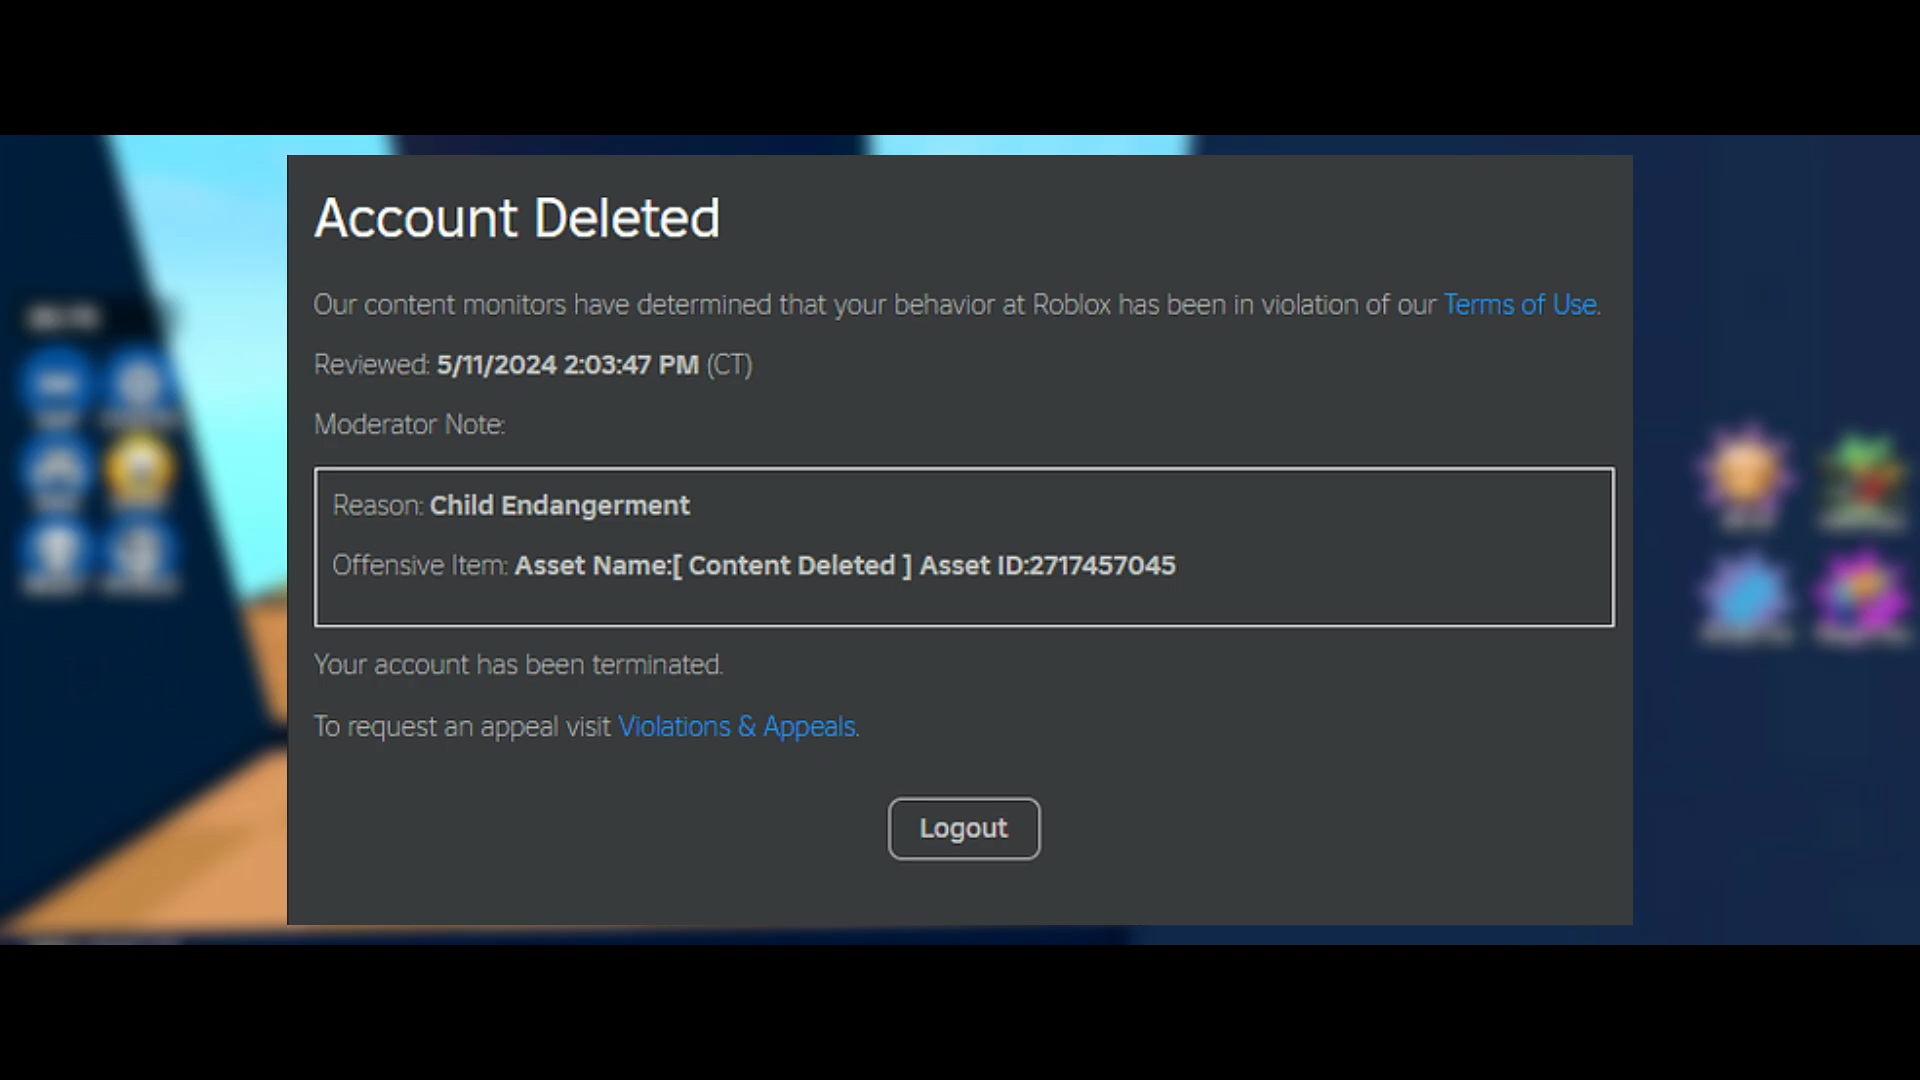 Account Deleted
Our content monitors have determined that your behavior at Roblox has been in violation of our Terms of Use.
Reviewed: 5/11/2024 2:03:47 PM (CT)
Moderator Note:
Reason: Child Endangerment
Offensive Item: Asset Name:[ Content Deleted ] Asset ID:2717457045
Your account has been terminated.
To request an appeal visit Violations & Appeals.
Logout